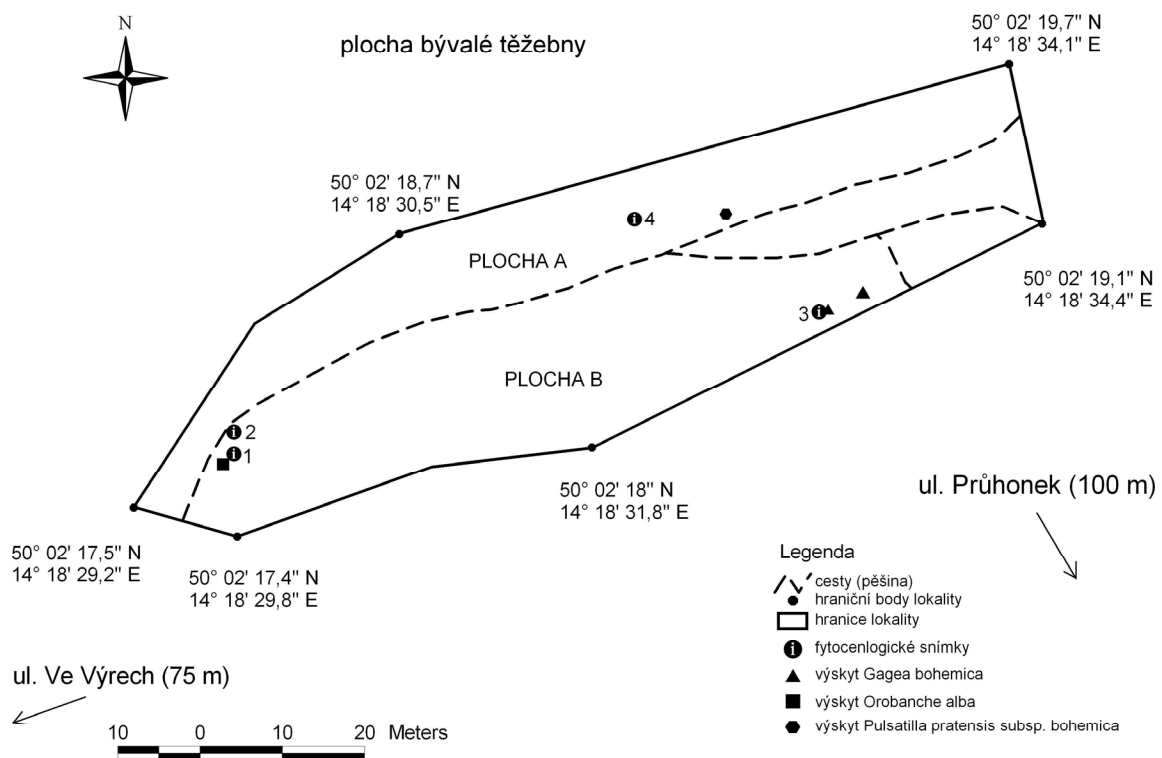 N
plocha bývalé těžebny
50° 02' 19,7" N
14° 18' 34,1" E
50° 02' 18,7" N
14° 18' 30,5" E
4
PLOCHA A
50° 02' 19,1" N
14° 18' 34,4" E
3
PLOCHA B
2
1
50° 02' 18" N
14° 18' 31,8" E
ul. Průhonek (100 m)
50° 02' 17,5" N
14° 18' 29,2" E
50° 02' 17,4" N
14° 18' 29,8" E
Legenda
cesty (pěšina)
hraniční body lokality
hranice lokality
fytocenlogické snímky
výskyt Gagea bohemica
výskyt Orobanche alba
výskyt Pulsatilla pratensis subsp. bohemica
ul. Ve Výrech (75 m)
10 0 10 20 Meters